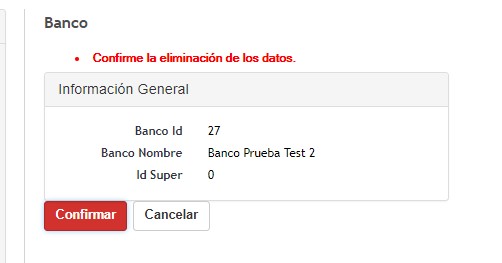 Banco
• Confirme la eliminación de los datos.
Información General
Banco Id 27
Banco Nombre Banco Prueba Test 2
Id Super 0
Confirmar Cancelar